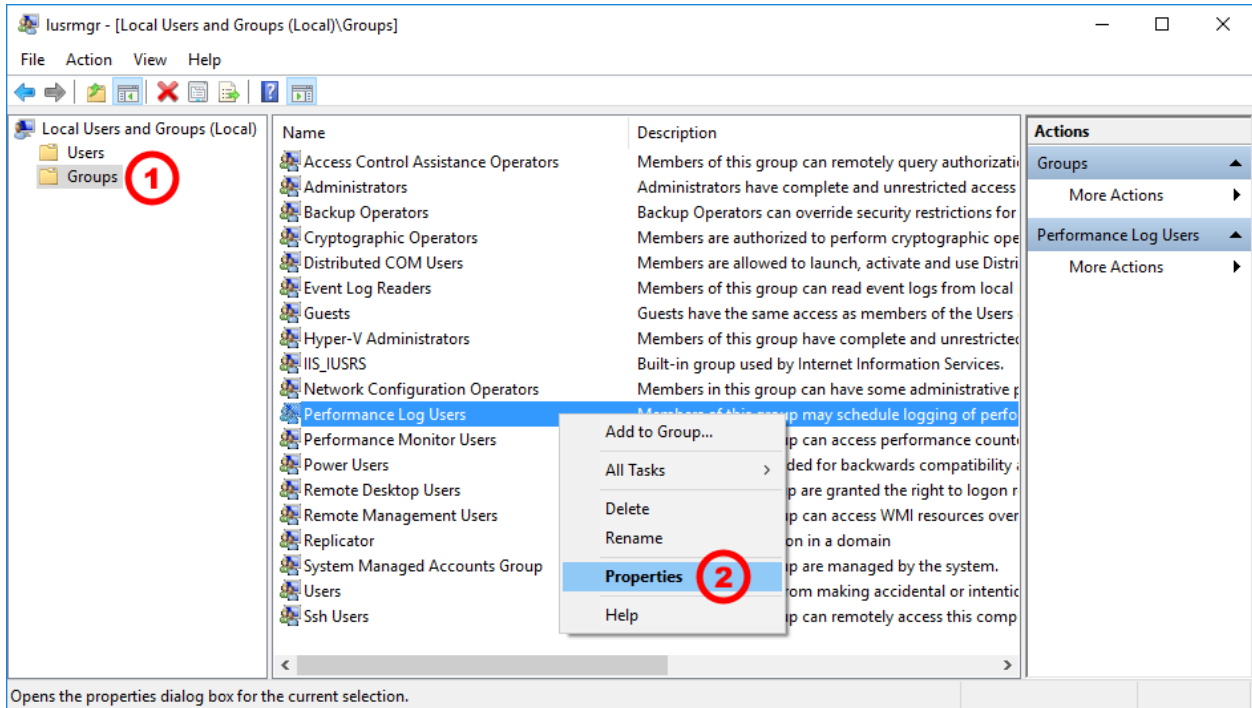 lusrmgr - [Local Users and Groups (Local)\Groups]
File Action View Help
Local Users and Groups (Local)
Users
Groups
1
Name Description
Access Control Assistance Operators Members of this group can remotely query authorizati
Administrators Administrators have complete and unrestricted access
Backup Operators Backup Operators can override security restrictions for
Cryptographic Operators Members are authorized to perform cryptographic ope
Distributed COM Users Members are allowed to launch, activate and use Distri
Event Log Readers Members of this group can read event logs from local
Guests Guests have the same access as members of the Users
Hyper-V Administrators Members of this group have complete and unrestricted
IIS_IUSRS Built-in group used by Internet Information Services.
Network Configuration Operators Members in this group can have some administrative p
Performance Log Users Members of this group may schedule logging of perfo
Performance Monitor Users p can access performance count
Power Users ded for backwards compatibility a
Remote Desktop Users p are granted the right to logon r
Remote Management Users p can access WMI resources over
Replicator on in a domain
System Managed Accounts Group p are managed by the system.
Users rom making accidental or intentic
Ssh Users p can remotely access this comp
Add to Group...
All Tasks
Delete
Rename
Properties 2
Help
Actions
Groups
More Actions
Performance Log Users
More Actions
Opens the properties dialog box for the current selection.